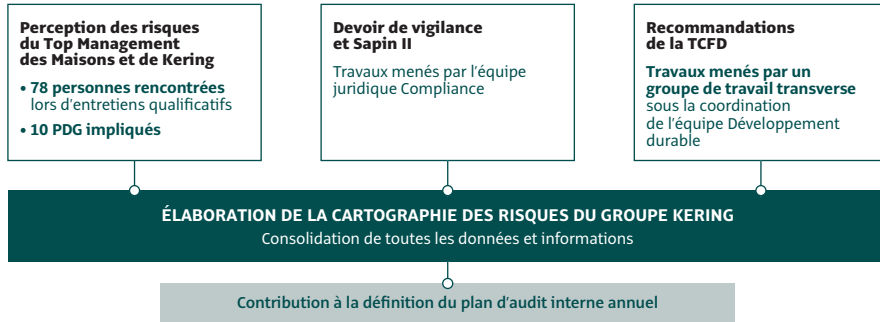 Perception des risques
du Top Management
des Maisons et de Kering
• 78 personnes rencontrées
lors d'entretiens qualificatifs
• 10 PDG impliqués
Devoir de vigilance
et Sapin II
Travaux menés par l'équipe
juridique Compliance
Recommandations
de la TCFD
Travaux menés par un
groupe de travail transverse
sous la coordination
de l'équipe Développement
durable
ÉLABORATION DE LA CARTOGRAPHIE DES RISQUES DU GROUPE KERING
Consolidation de toutes les données et informations
Contribution à la définition du plan d'audit interne annuel